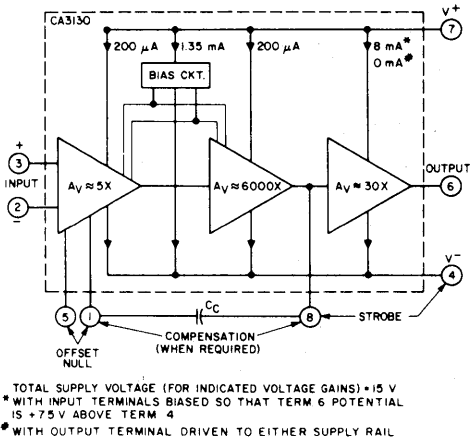 CA3130
V+
7
200 µA
1.35 mA
200 µA
8 mA*
0 mA#
BIAS CKT.
+
3
INPUT
2
−
AV ≈ 5X
AV ≈ 6000X
AV ≈ 30X
OUTPUT
6
V−
4
5
1
CC
8
STROBE
OFFSET
NULL
COMPENSATION
(WHEN REQUIRED)
TOTAL SUPPLY VOLTAGE (FOR INDICATED VOLTAGE GAINS) = 15 V
* WITH INPUT TERMINALS BIASED SO THAT TERM 6 POTENTIAL
IS +7.5 V ABOVE TERM 4
# WITH OUTPUT TERMINAL DRIVEN TO EITHER SUPPLY RAIL